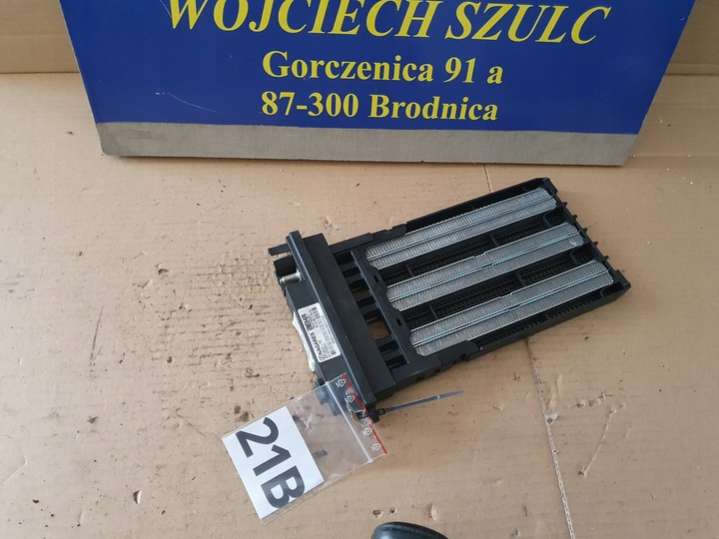 WOJCIECH SZULC
Gorczenica 91 a
87-300 Brodnica
21B